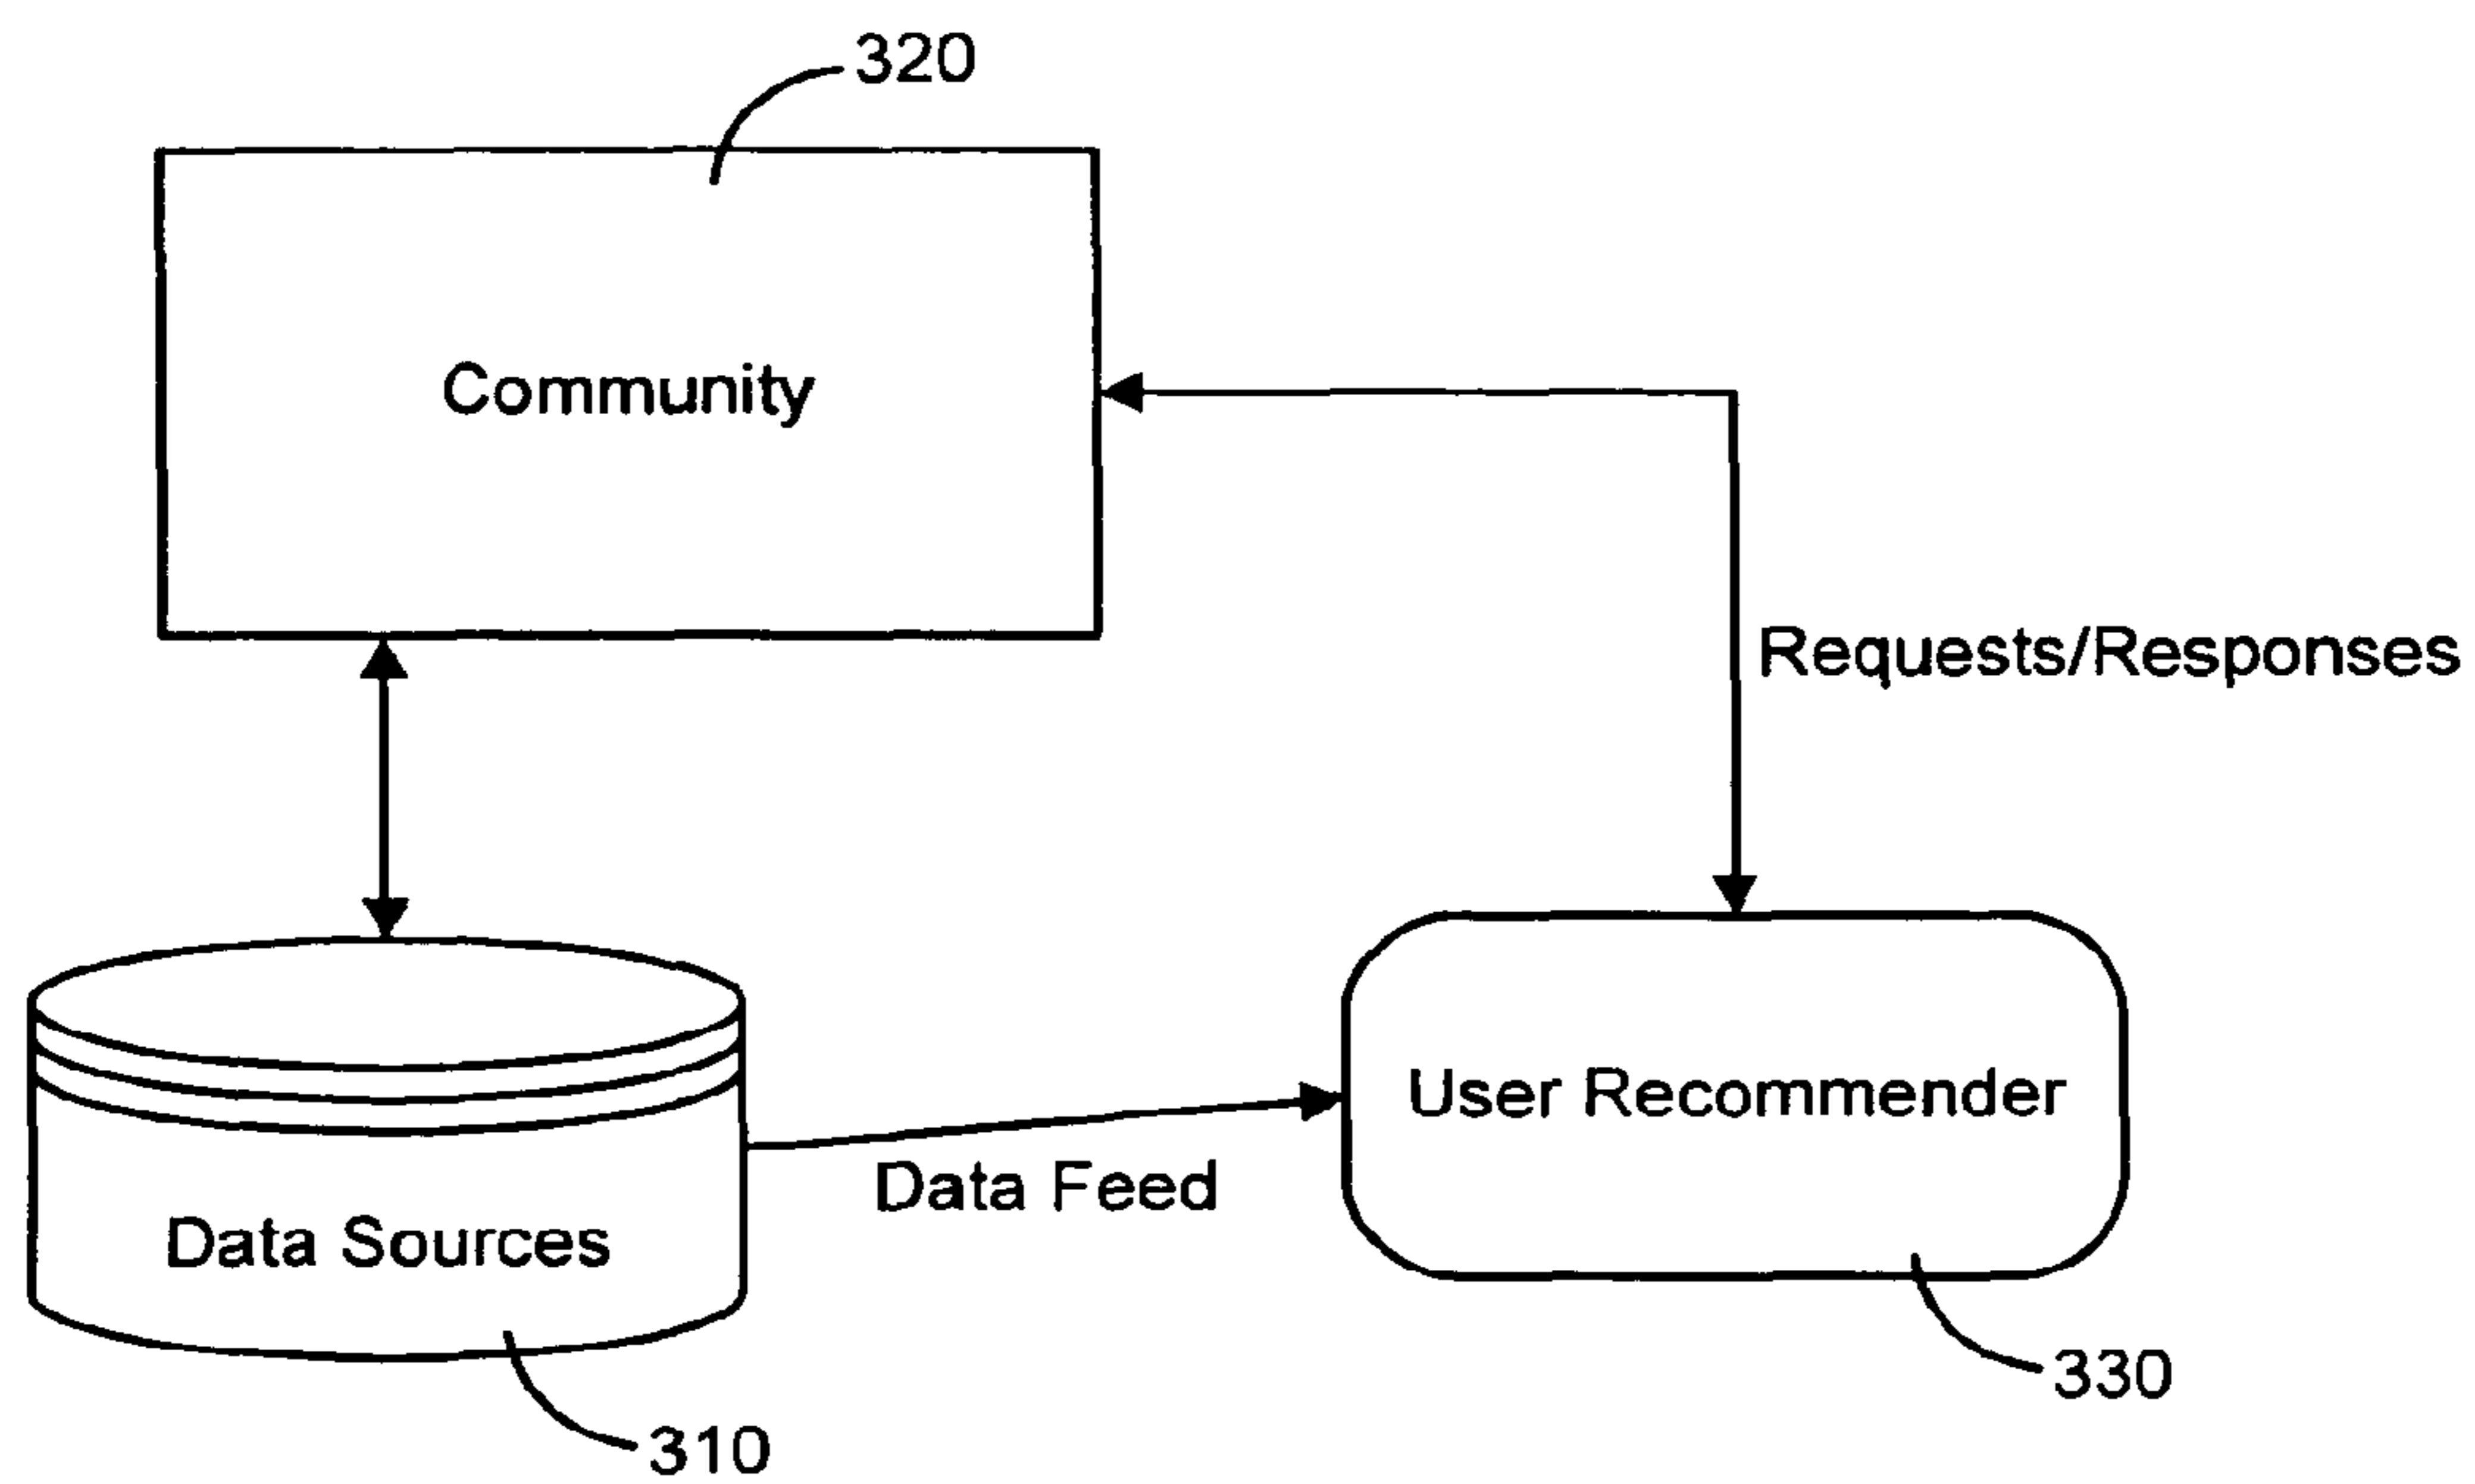 320
Community
Requests/Responses
User Recommender
Data Feed
Data Sources
330
310